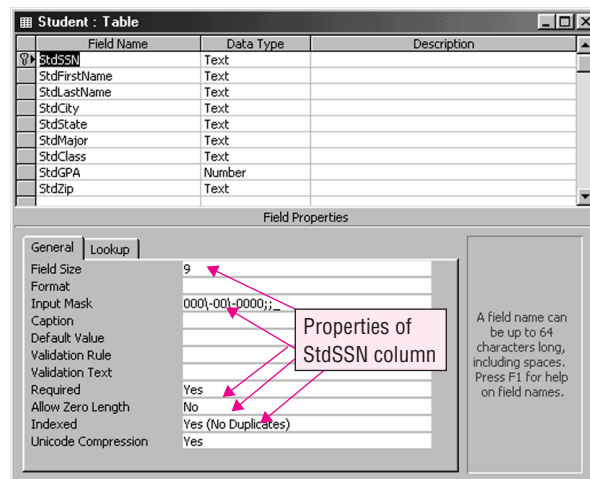 Student : Table
Field Name Data Type Description
StdSSN Text
StdFirstName Text
StdLastName Text
StdCity Text
StdState Text
StdMajor Text
StdClass Text
StdGPA Number
StdZip Text
Field Properties
General Lookup
Field Size 9
Format
Input Mask 000\-00\-0000;;_
Caption
Default Value
Validation Rule
Validation Text
Required Yes
Allow Zero Length No
Indexed Yes (No Duplicates)
Unicode Compression Yes
Properties of
StdSSN column
A field name can
be up to 64
characters long,
including spaces.
Press F1 for help
on field names.